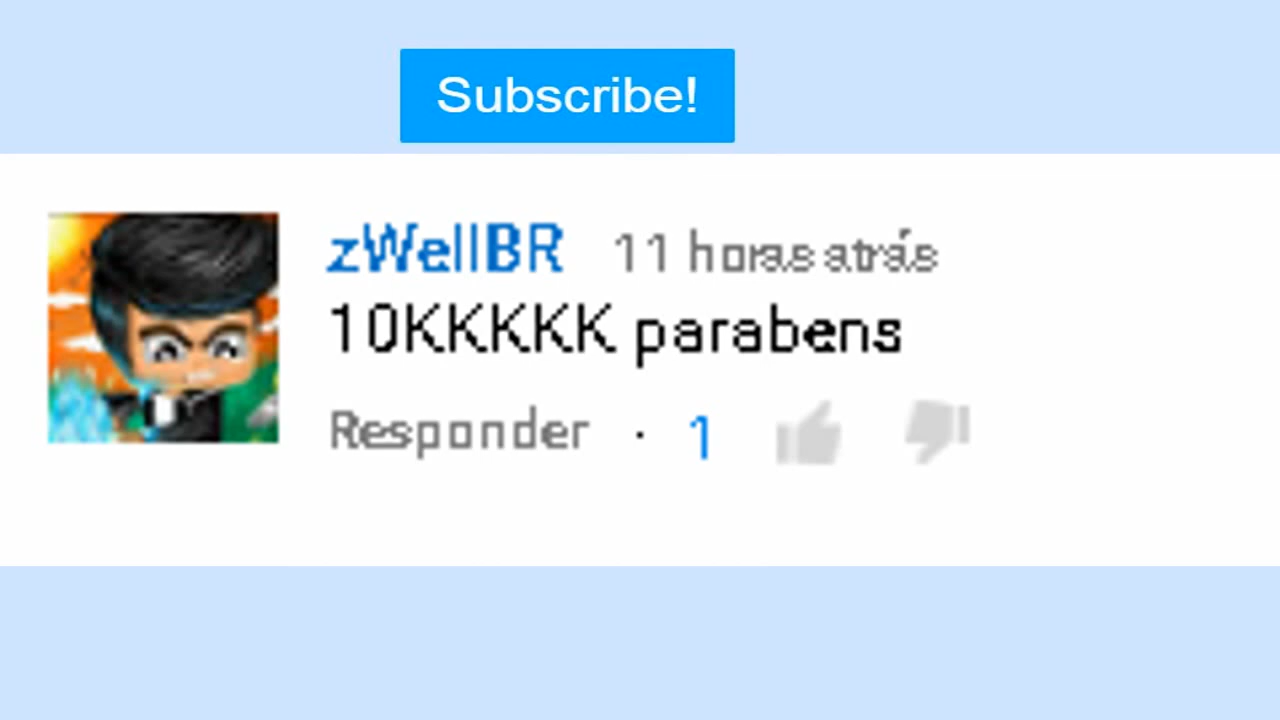 Subscribe!
zWellBR 11 horas atrás
10KKKKK parabens
Responder · 1